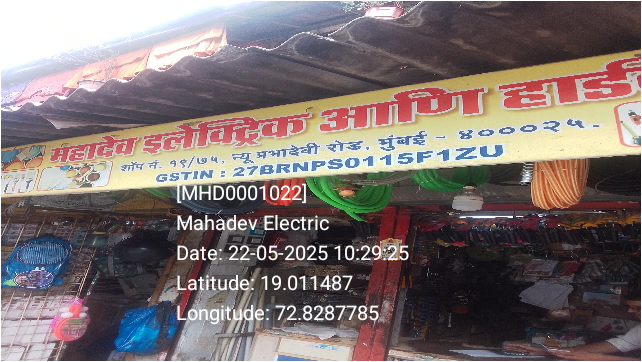 महादेव इलेक्ट्रिक आणि हार्ड
शॉप नं. १९/७५, न्यू प्रभादेवी रोड, मुंबई - ४०००२५.
GSTIN : 27BRNPS0115F1ZU
[MHD0001022]
Mahadev Electric
Date: 22-05-2025 10:29:25
Latitude: 19.011487
Longitude: 72.8287785